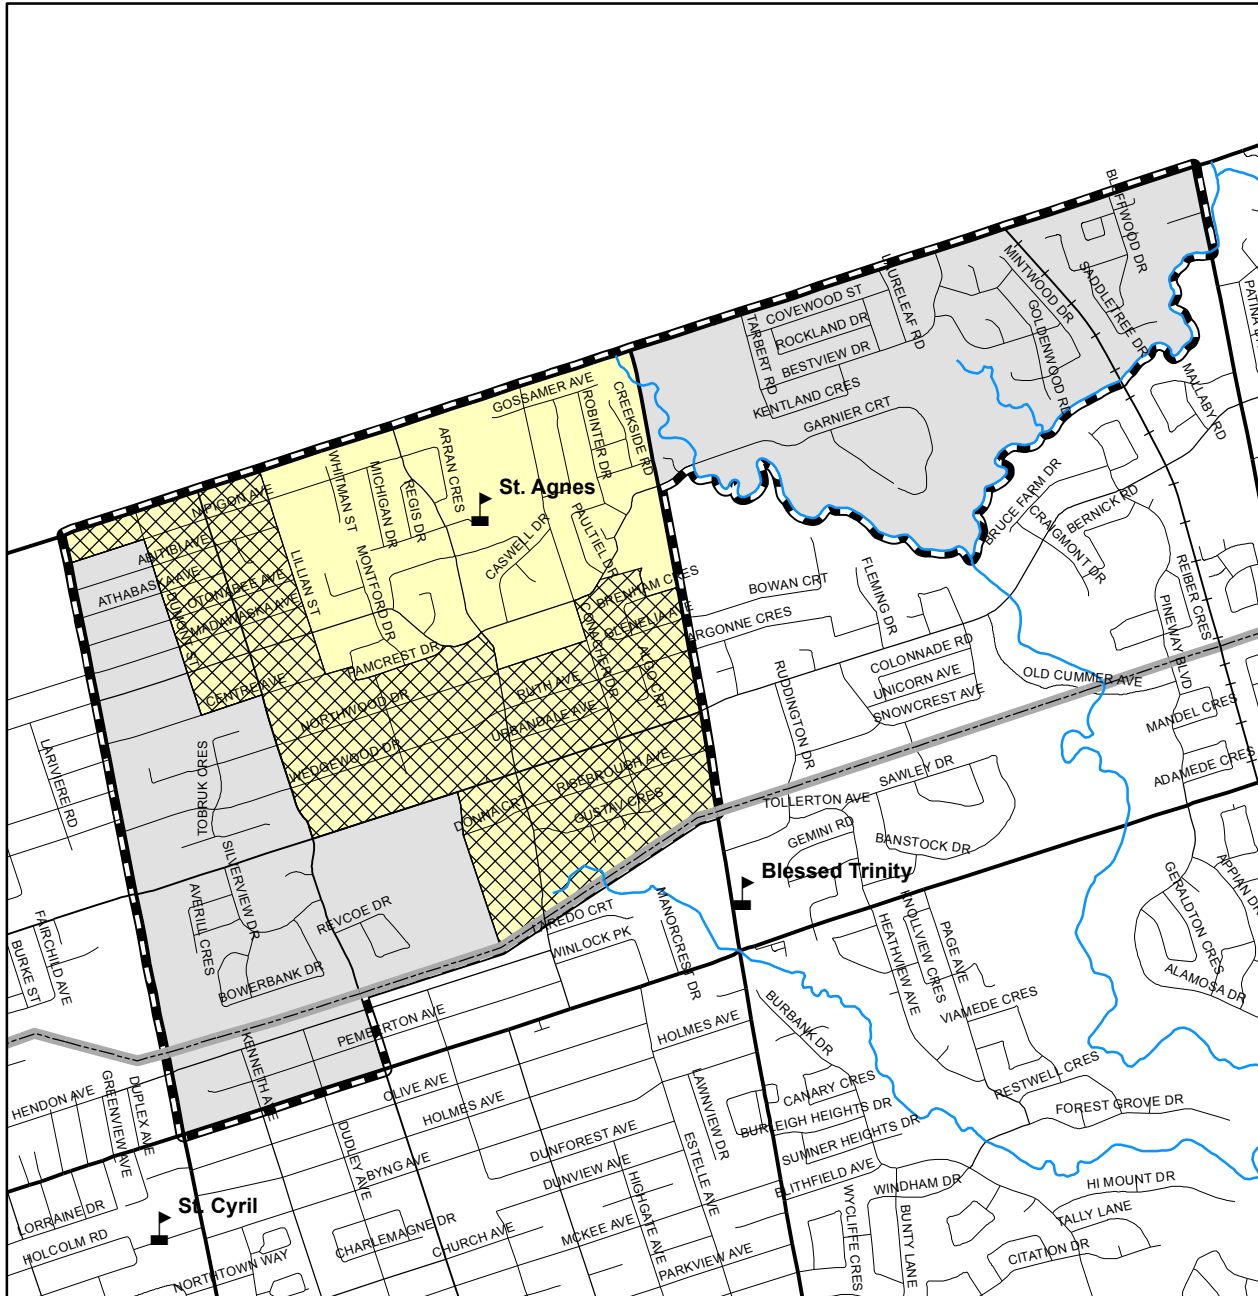 BLUFFWOOD DR
MINTWOOD DR
SADDLETREE DR
LAURELEAF RD
COVEWOOD ST
GOLDENWOOD RD
TARBERT RD
ROCKLAND DR
BESTVIEW DR
KENTLAND CRES
GARNIER CRT
MALLABY RD
GOSSAMER AVE
ROBINTER DR
CREEKSIDE RD
ARRAN CRES
WHITMAN ST
MICHIGAN DR
REGIS DR
St. Agnes
NIPIGON AVE
CASWELL DR
PAULTIEL DR
BRUCE FARM DR
CRAIGMONT DR
BERNICK RD
ABITIBI AVE
ATHABASKA AVE
OTONABEE AVE
MADAWASKA AVE
DUMONT ST
LILLIAN ST
MONTFORD DR
BRENHAM CRES
GLENELIA AVE
BOWAN CRT
FLEMING DR
ARGONNE CRES
REIBER CRES
PINEWAY BLVD
PAMCREST DR
CENTRE AVE
NORTHWOOD DR
RUTH AVE
ALGO CRT
COLONNADE RD
UNICORN AVE
SNOWCREST AVE
OLD CUMMER AVE
RUDDINGTON DR
MANDEL CRES
URBANDALE AVE
WEDGEWOOD DR
RISEBROUGH AVE
GUSTAV CRES
DONNA CRT
SAWLEY DR
ADAMEDE CRES
LARIVIERE RD
TOBRUK CRES
TOLLERTON AVE
GEMINI RD
BANSTOCK DR
SILVERVIEW DR
AVERILL CRES
REVCOE DR
Blessed Trinity
APPIAN DR
GERALDTON CRES
ALAMOSA DR
FAIRCHILD AVE
BURKE ST
BOWERBANK DR
LAREDO CRT
WINLOCK PK
MANORCREST DR
HEATHVIEW AVE
KNOLLVIEW CRES
PAGE AVE
VIAMEDE CRES
PEMBERTON AVE
BURBANK DR
HOLMES AVE
KENNETH AVE
OLIVE AVE
HOLMES AVE
HENDON AVE
GREENVIEW AVE
DUPLEX AVE
LAWNVIEW DR
CANARY CRES
BURLEIGH HEIGHTS DR
SUMNER HEIGHTS DR
RESTWELL CRES
FOREST GROVE DR
DUDLEY AVE
BYNG AVE
DUNFOREST AVE
DUNVIEW AVE
HIGHGATE AVE
ESTELLE AVE
BLITHFIELD AVE
WINDHAM DR
HI MOUNT DR
St. Cyril
LORRAINE DR
HOLCOLM RD
NORTHTOWN WAY
CHARLEMAGNE DR
CHURCH AVE
MCKEE AVE
PARKVIEW AVE
WYCLIFFE CRES
BUNTY LANE
TALLY LANE
CITATION DR